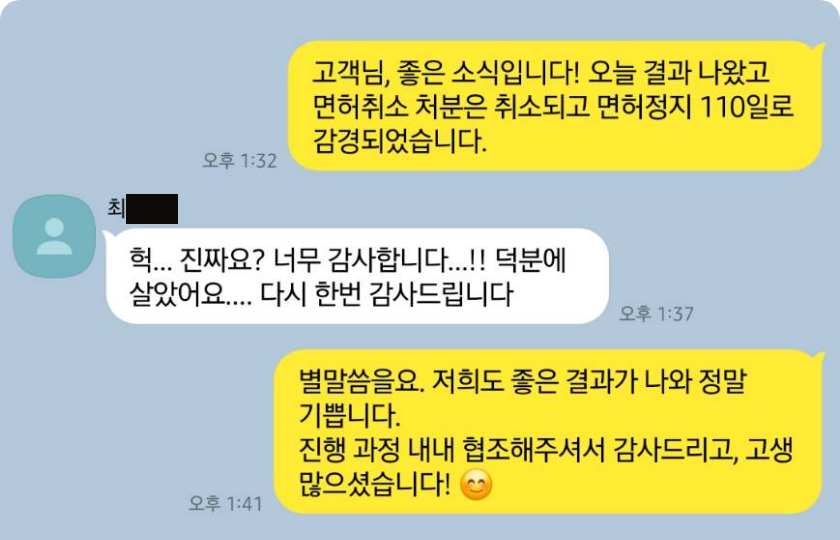 고객님, 좋은 소식입니다! 오늘 결과 나왔고
면허취소 처분은 취소되고 면허정지 110일로
감경되었습니다.
오후 1:32
최
헉... 진짜요? 너무 감사합니다...!! 덕분에
살았어요.... 다시 한번 감사드립니다
오후 1:37
별말씀을요. 저희도 좋은 결과가 나와 정말
기쁩니다.
진행 과정 내내 협조해주셔서 감사드리고, 고생
많으셨습니다! 😊
오후 1:41